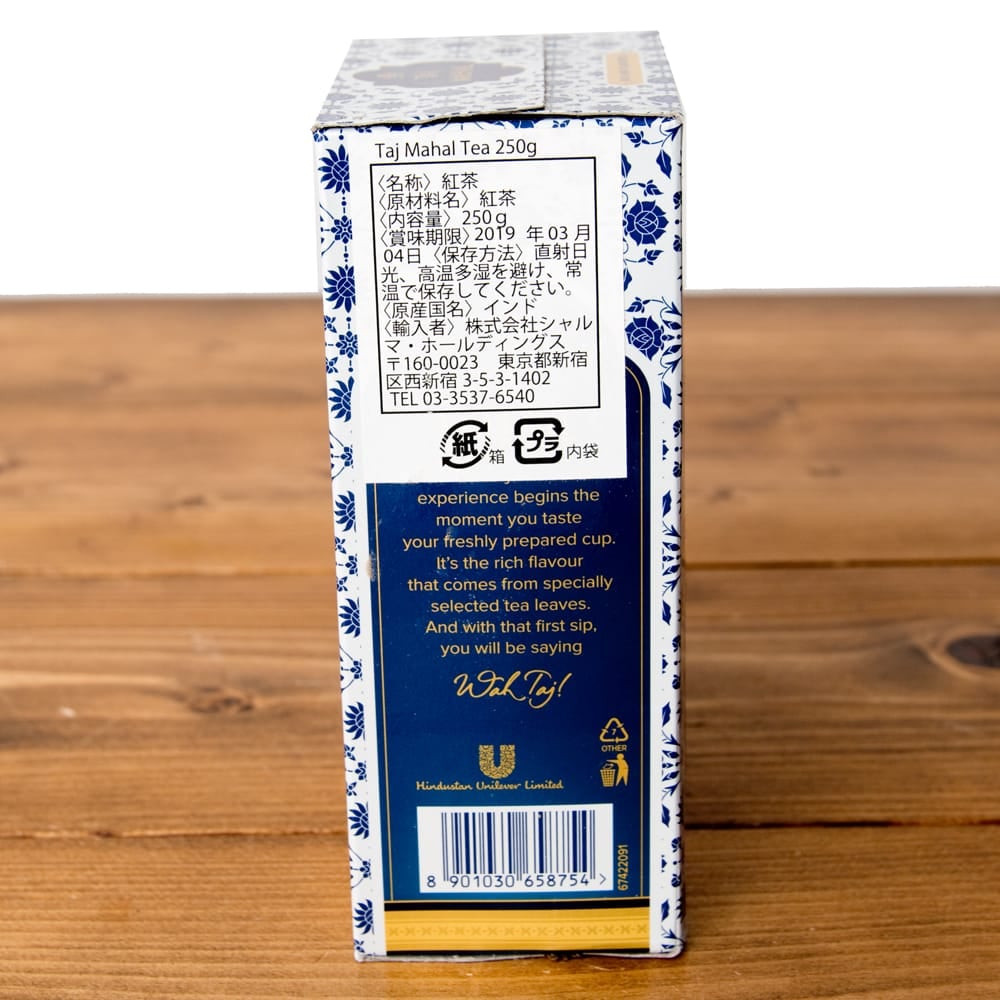 Taj Mahal Tea 250g
〈名称〉紅茶
〈原材料名〉紅茶
〈内容量〉250ｇ
〈賞味期限〉2019 年03 月
04日〈保存方法〉直射日
光、高温多湿を避け、常
温で保存してください。
〈原産国名〉インド
〈輸入者〉株式会社シャル
マ・ホールディングス
〒160-0023 東京都新宿
区西新宿 3-5-3-1402
TEL 03-3537-6540
紙 箱 プラ 内袋
experience begins the
moment you taste
your freshly prepared cup.
It's the rich flavour
that comes from specially
selected tea leaves.
And with that first sip,
you will be saying
Wah Taj!
7
OTHER
U
Hindustan Unilever Limited
8 901030 658754 >
67422091